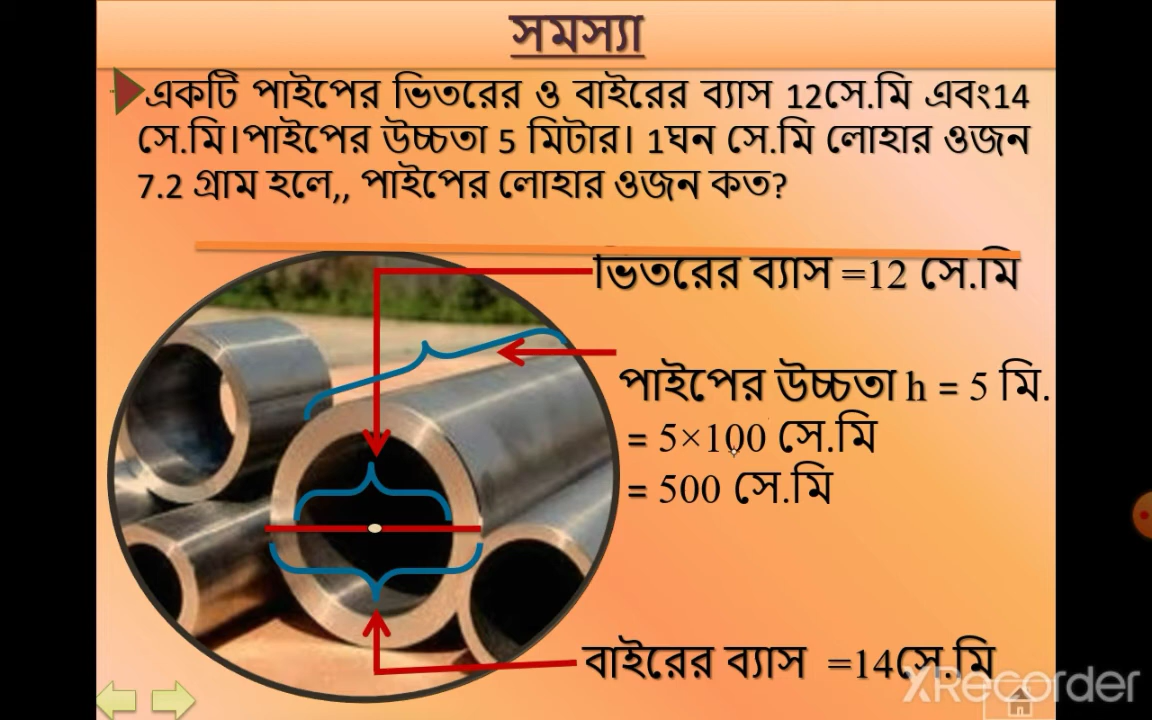 সমস্যা
একটি পাইপের ভিতরের ও বাইরের ব্যাস 12সে.মি এবং14
সে.মি।পাইপের উচ্চতা 5 মিটার। 1ঘন সে.মি লোহার ওজন
7.2 গ্রাম হলে,, পাইপের লোহার ওজন কত?
ভিতরের ব্যাস =12 সে.মি
পাইপের উচ্চতা h = 5 মি.
= 5×100 সে.মি
= 500 সে.মি
বাইরের ব্যাস =14সে.মি
XRecorder